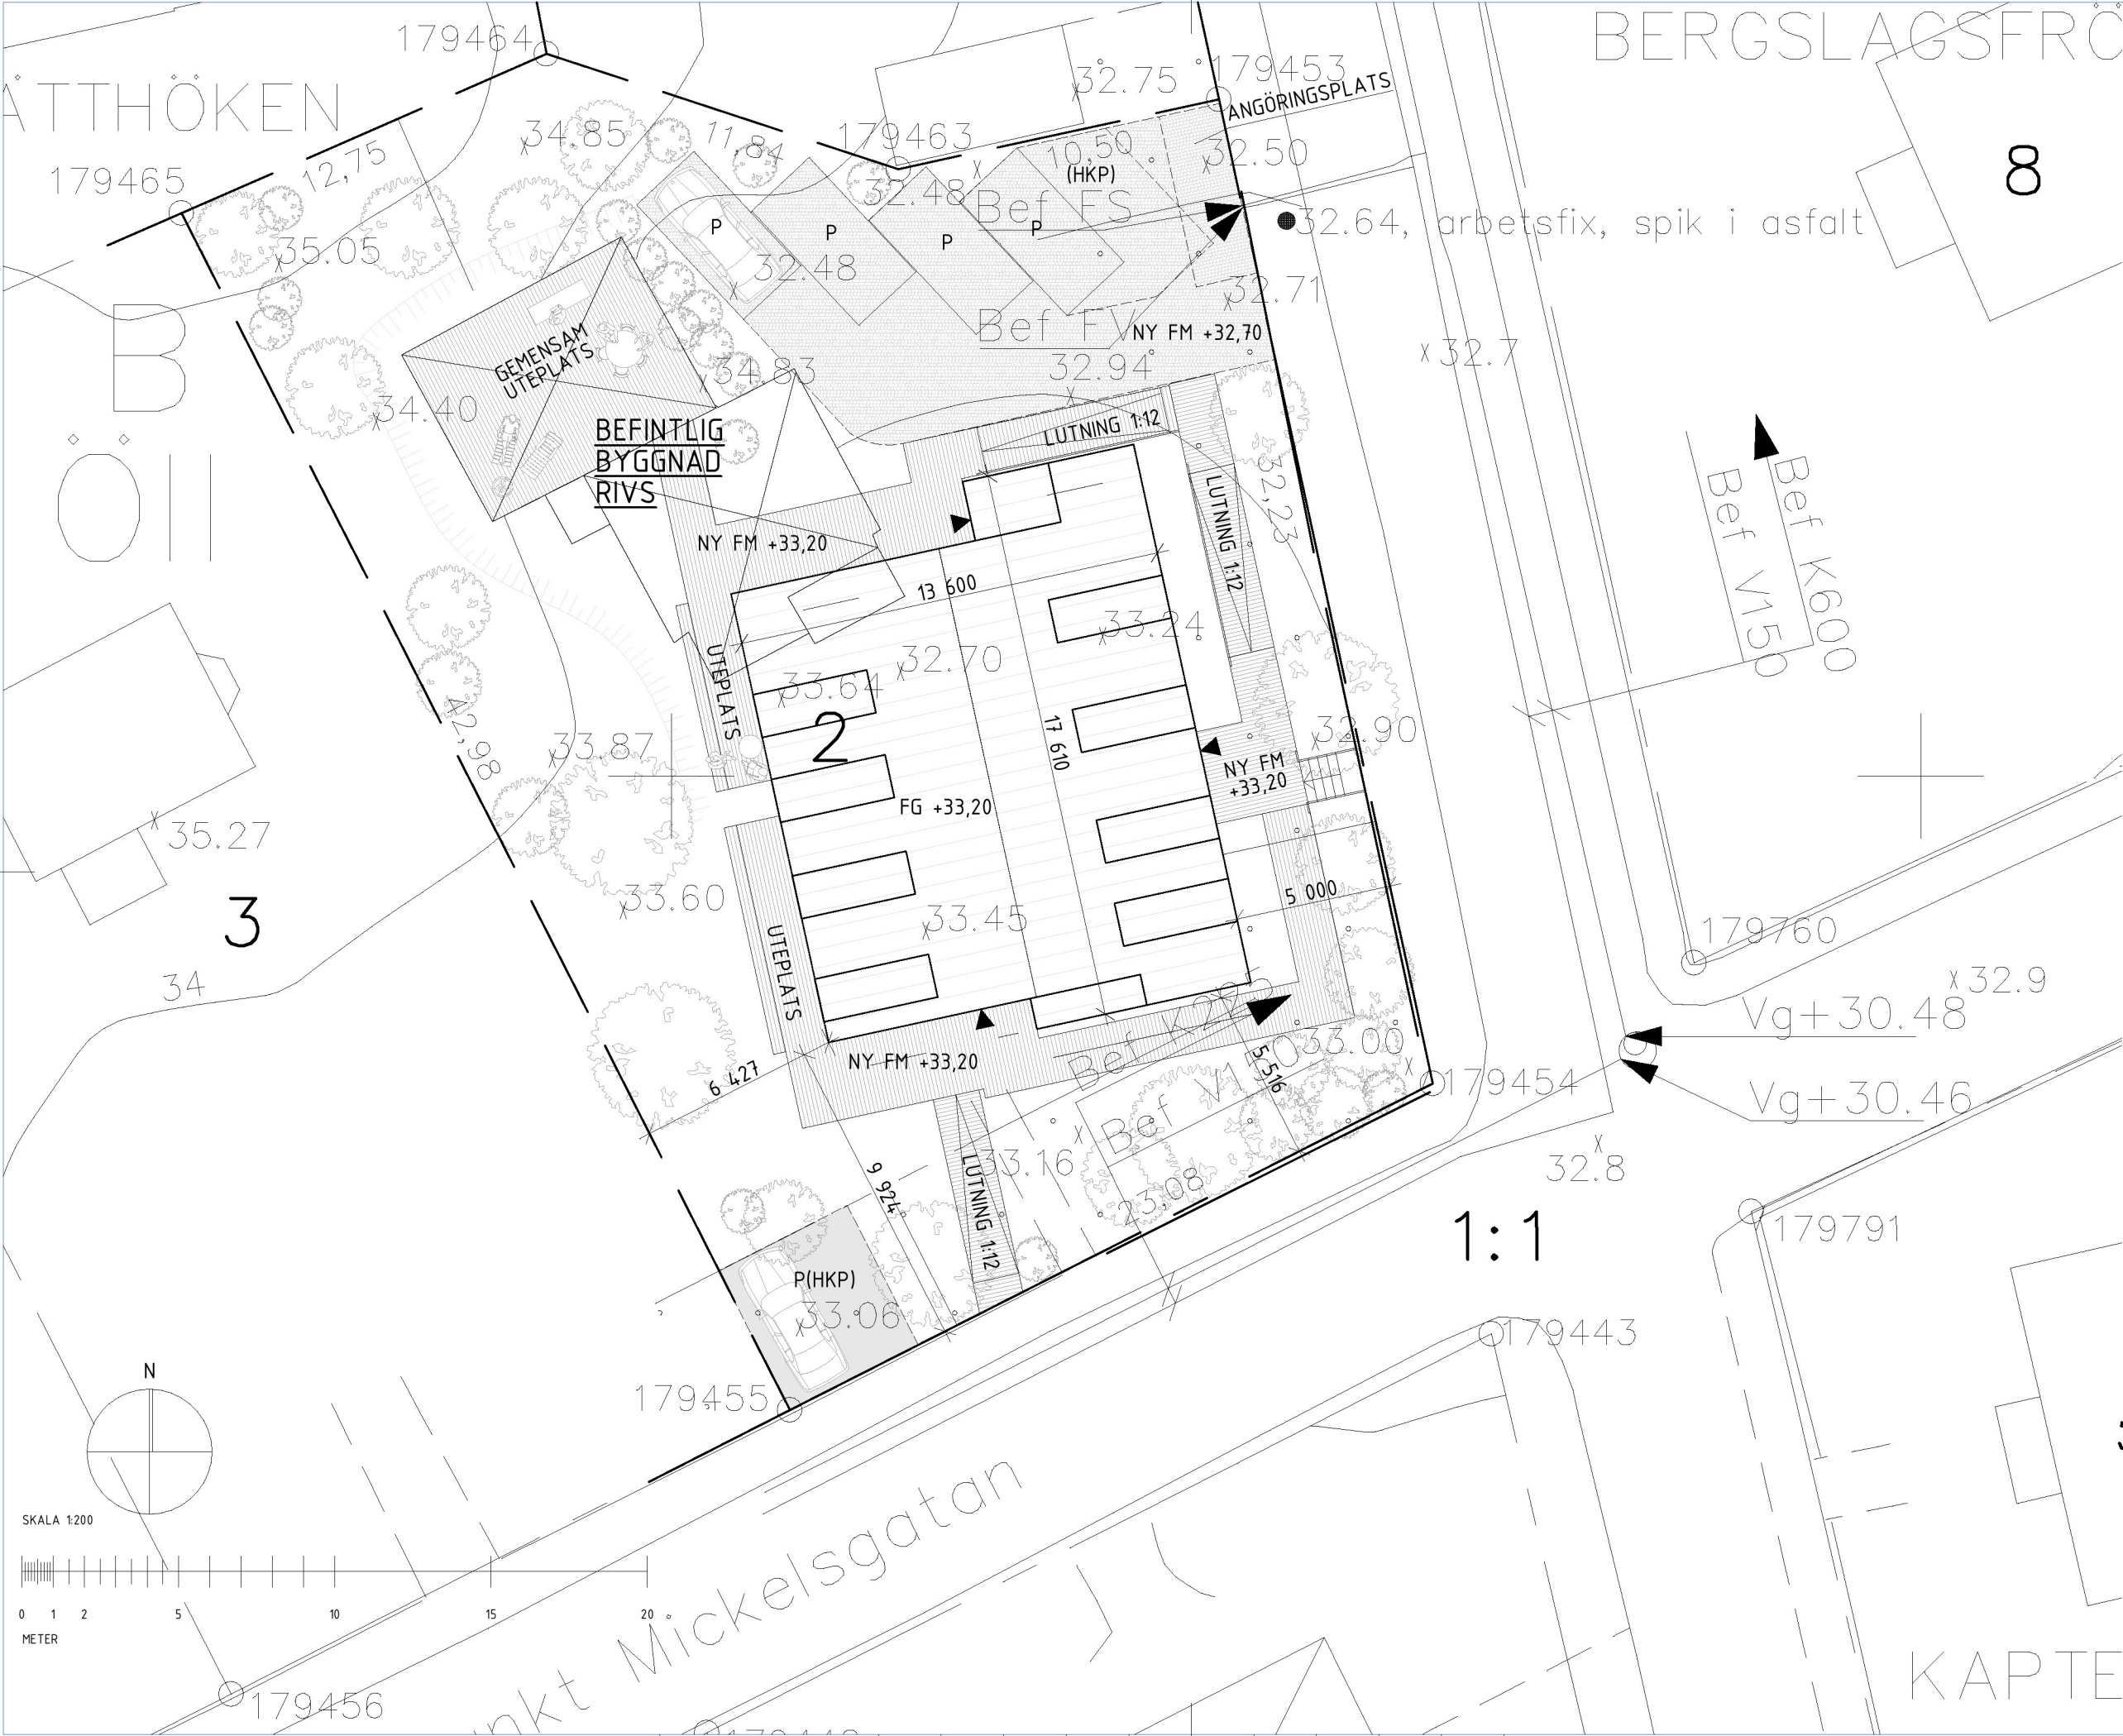 179464
BERGSLAGSFRÖ
32.75
179453
ANGÖRINGSPLATS
ÄTTHÖKEN
34.85
11,84
179463
10,50
(HKP)
32.50
8
12,75
179465
32.48
Bef FS
P
P
P
P
32.64, arbetsfix, spik i asfalt
35.05
32.48
32.71
B
GEMENSAM
UTEPLATS
Bef FV
NY FM +32,70
32.7
34.83
32.94
34.40
BEFINTLIG
BYGGNAD
RIVS
LUTNING 1:12
LUTNING 1:12
32,23
Bef V150
Bef K600
NY FM +33,20
13 600
33.24
32.70
33.64
UTEPLATS
2
17 610
42,98
33.87
32.90
NY FM
+33,20
FG +33,20
35.27
3
33.60
33.45
5 000
179760
UTEPLATS
34
32.9
Vg+30.48
NY FM +33,20
6 427
Bef K225
Bef V150
5 516
33.00
179454
Vg+30.46
33.16
9 924
LUTNING 1:12
23,08
32.8
1:1
179791
P(HKP)
33.06
179443
N
179455
SKALA 1:200
0 1 2 5 10 15 20
METER
nkt Mickelsgatan
KAPTE
179456